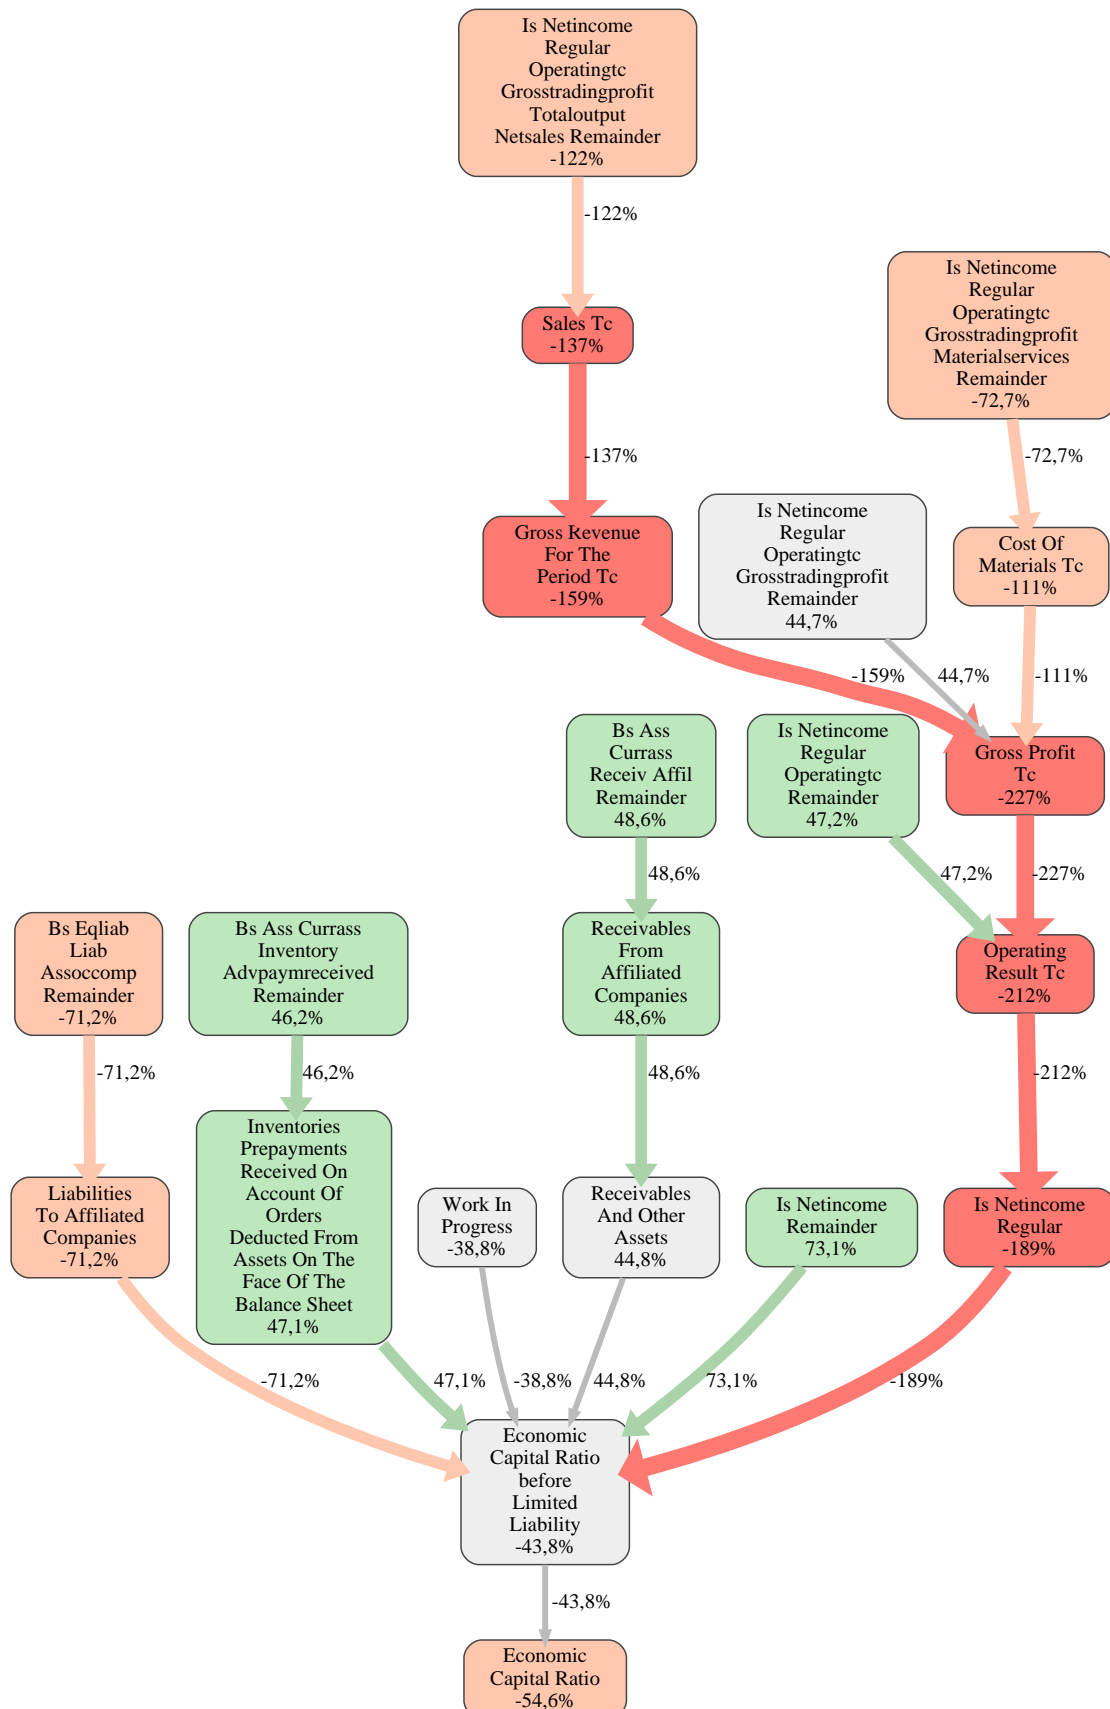 Is Netincome
Regular
Operatingtc
Grosstradingprofit
Totaloutput
Netsales Remainder
-122%
-122%
Is Netincome
Regular
Operatingtc
Grosstradingprofit
Materialservices
Remainder
-72,7%
Sales Tc
-137%
-137%
-72,7%
Gross Revenue
For The
Period Tc
-159%
Is Netincome
Regular
Operatingtc
Grosstradingprofit
Remainder
44,7%
Cost Of
Materials Tc
-111%
-159%
44,7%
-111%
Bs Ass
Currass
Receiv Affil
Remainder
48,6%
Is Netincome
Regular
Operatingtc
Remainder
47,2%
Gross Profit
Tc
-227%
48,6%
47,2%
-227%
Bs Eqliab
Liab
Assoccomp
Remainder
-71,2%
Bs Ass Currass
Inventory
Advpaymreceived
Remainder
46,2%
Receivables
From
Affiliated
Companies
48,6%
Operating
Result Tc
-212%
-71,2%
46,2%
48,6%
-212%
Liabilities
To Affiliated
Companies
-71,2%
Inventories
Prepayments
Received On
Account Of
Orders
Deducted From
Assets On The
Face Of The
Balance Sheet
47,1%
Work In
Progress
-38,8%
Receivables
And Other
Assets
44,8%
Is Netincome
Remainder
73,1%
Is Netincome
Regular
-189%
-71,2%
47,1%
-38,8%
44,8%
73,1%
-189%
Economic
Capital Ratio
before
Limited
Liability
-43,8%
-43,8%
Economic
Capital Ratio
-54,6%